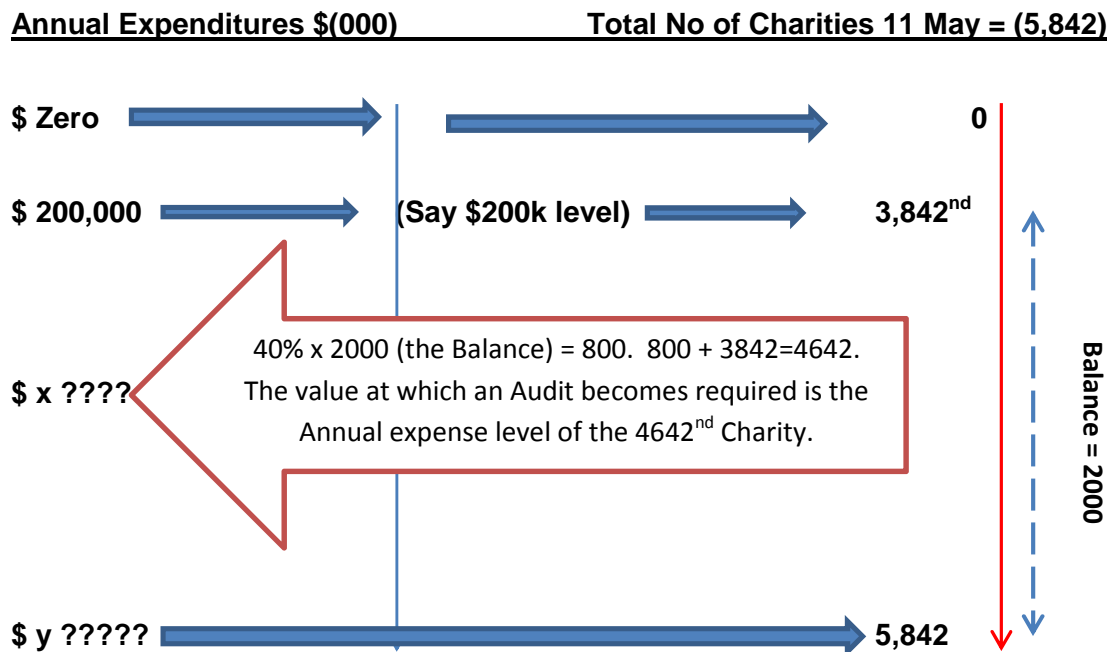 Annual Expenditures $(000) Total No of Charities 11 May = (5,842)
$ Zero 0
$ 200,000 (Say $200k level) 3,842nd
40% x 2000 (the Balance) = 800. 800 + 3842=4642.
$ x ???? The value at which an Audit becomes required is the
Annual expense level of the 4642nd Charity.
Balance = 2000
$ y ????? 5,842